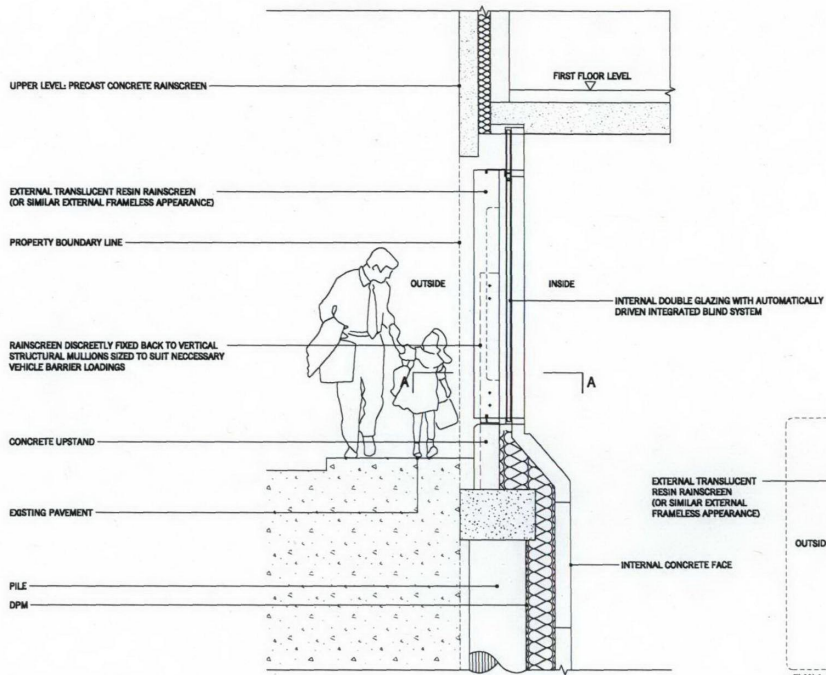 UPPER LEVEL: PRECAST CONCRETE RAINSCREEN
FIRST FLOOR LEVEL
EXTERNAL TRANSLUCENT RESIN RAINSCREEN
(OR SIMILAR EXTERNAL FRAMELESS APPEARANCE)
PROPERTY BOUNDARY LINE
OUTSIDE
INSIDE
INTERNAL DOUBLE GLAZING WITH AUTOMATICALLY
DRIVEN INTEGRATED BLIND SYSTEM
RAINSCREEN DISCREETLY FIXED BACK TO VERTICAL
STRUCTURAL MULLIONS SIZED TO SUIT NECCESSARY
VEHICLE BARRIER LOADINGS
A
A
CONCRETE UPSTAND
EXTERNAL TRANSLUCENT
RESIN RAINSCREEN
(OR SIMILAR EXTERNAL
FRAMELESS APPEARANCE)
EXISTING PAVEMENT
OUTSID
INTERNAL CONCRETE FACE
PILE
DPM